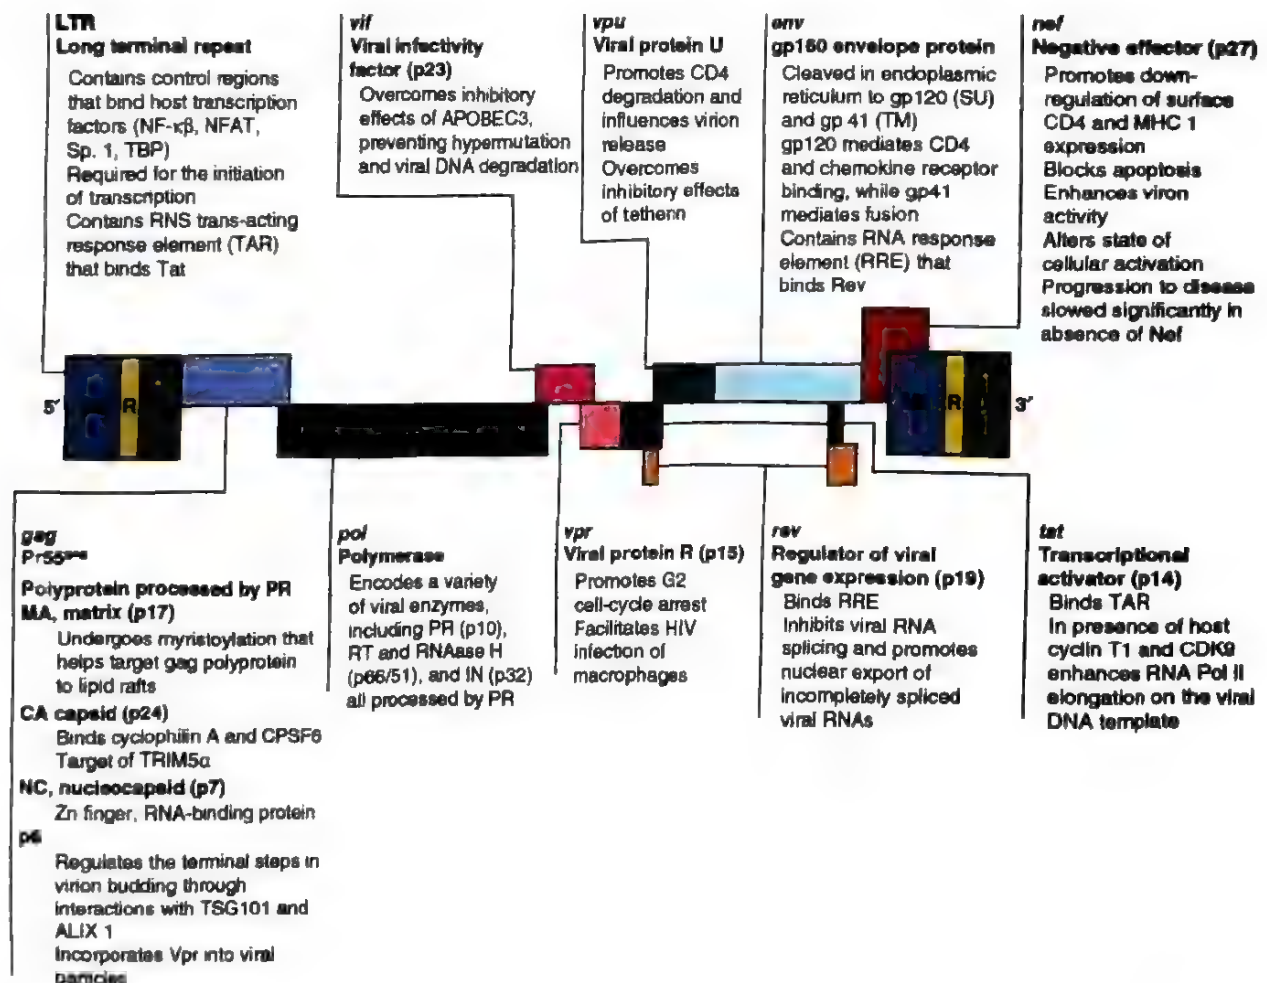 LTR
Long terminal repeat
Contains control regions
that bind host transcription
factors (NF-κβ, NFAT,
Sp. 1, TBP)
Required for the initiation
of transcription
Contains RNS trans-acting
response element (TAR)
that binds Tat
vif
Viral infectivity
factor (p23)
Overcomes inhibitory
effects of APOBEC3,
preventing hypermutation
and viral DNA degradation
vpu
Viral protein U
Promotes CD4
degradation and
influences virion
release
Overcomes
inhibitory effects
of
env
gp160 envelope protein
Cleaved in endoplasmic
reticulum to gp120 (SU)
and gp 41 (TM)
gp120 mediates CD4
and chemokine receptor
binding, while gp41
mediates fusion
Contains RNA response
element (RRE) that
binds Rev
nef
Negative effector (p27)
Promotes down-
regulation of surface
CD4 and MHC 1
expression
Blocks apoptosis
Enhances viron
activity
Alters state of
cellular activation
Progression to disease
slowed significantly in
absence of Nef
5′
R
R
3′
gag
Polyprotein processed by PR
MA, matrix (p17)
Undergoes myristoylation that
helps target gag polyprotein
to lipid rafts
CA capsid (p24)
Binds cyclophilin A and CPSF6
Target of TRIM5α
NC, nucleocapsid (p7)
Zn finger, RNA-binding protein
p6
Regulates the terminal steps in
virion budding through
interactions with TSG101 and
ALIX 1
Incorporates Vpr into viral
particles
pol
Polymerase
Encodes a variety
of viral enzymes,
including PR (p10),
RT and RNAase H
(p66/51), and IN (p32)
all processed by PR
vpr
Viral protein R (p15)
Promotes G2
cell-cycle arrest
Facilitates HIV
infection of
macrophages
rev
Regulator of viral
gene expression (p19)
Binds RRE
Inhibits viral RNA
splicing and promotes
nuclear export of
incompletely spliced
viral RNAs
tat
Transcriptional
activator (p14)
Binds TAR
In presence of host
cyclin T1 and CDK9
enhances RNA Pol II
elongation on the viral
DNA template